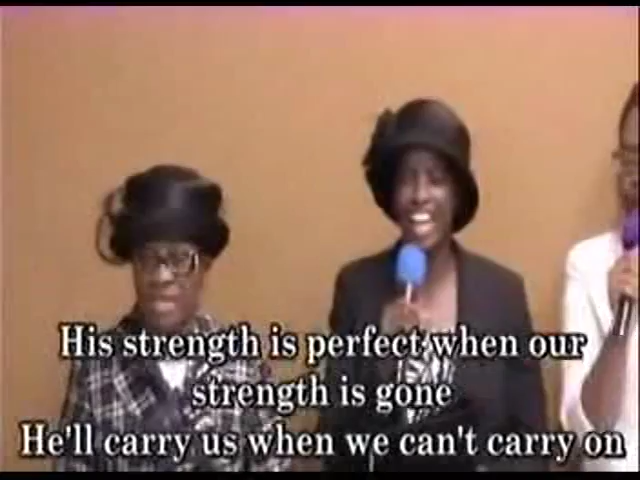 His strength is perfect when our
strength is gone
He'll carry us when we can't carry on